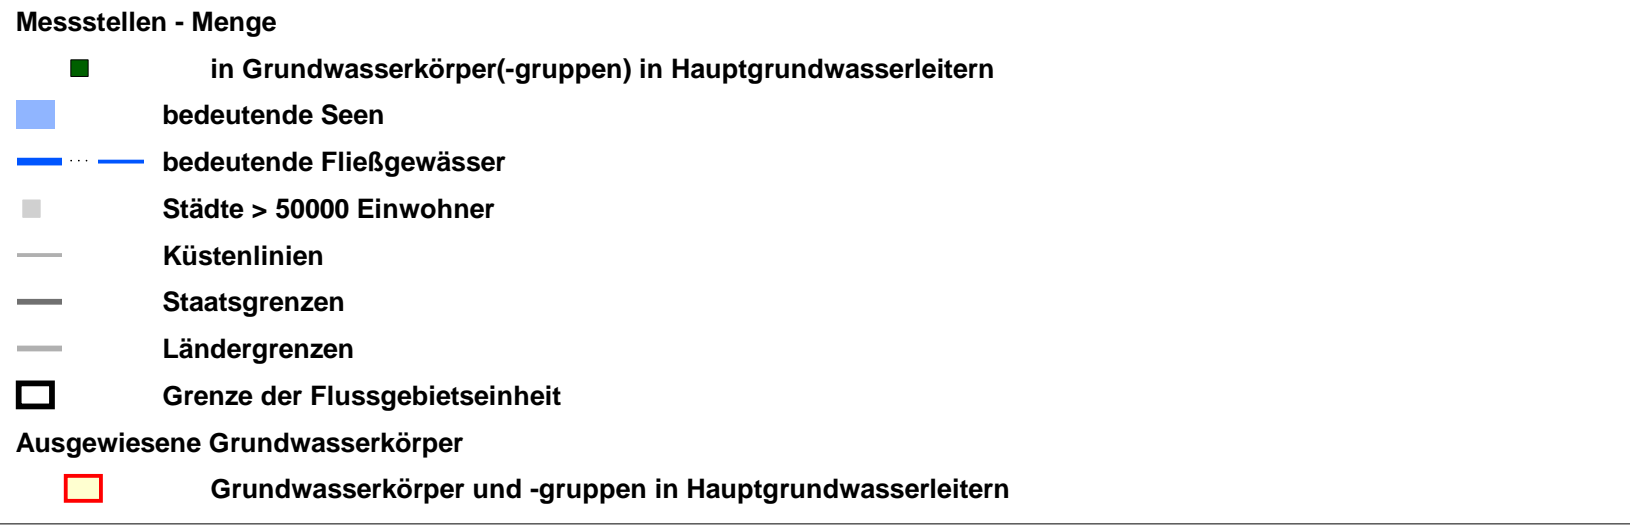 Messstellen - Menge
in Grundwasserkörper(-gruppen) in Hauptgrundwasserleitern
bedeutende Seen
bedeutende Fließgewässer
Städte > 50000 Einwohner
Küstenlinien
Staatsgrenzen
Ländergrenzen
Grenze der Flussgebietseinheit
Ausgewiesene Grundwasserkörper
Grundwasserkörper und -gruppen in Hauptgrundwasserleitern